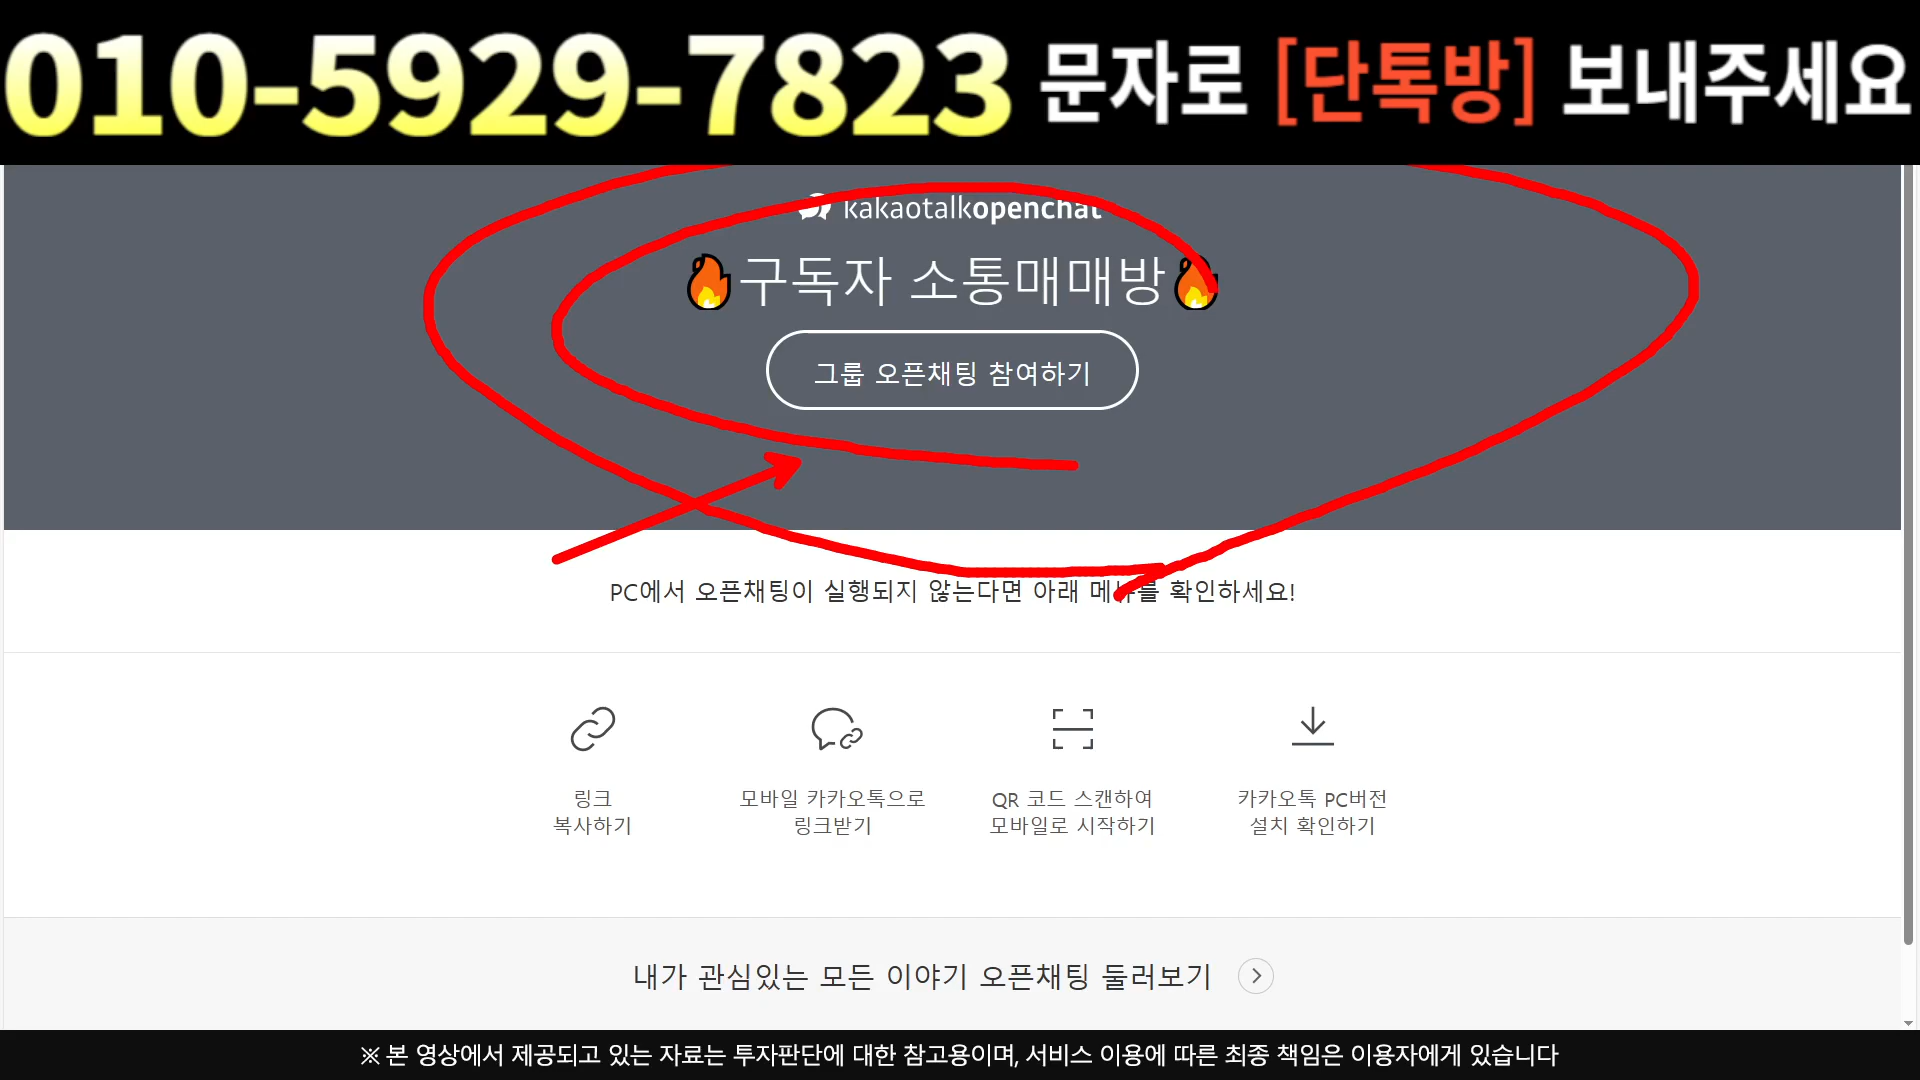 010-5929-7823 문자로 [단톡방] 보내주세요
kakaotalkopenchat
🔥구독자 소통매매방🔥
그룹 오픈채팅 참여하기
PC에서 오픈채팅이 실행되지 않는다면 아래 메뉴를 확인하세요!
링크
복사하기
모바일 카카오톡으로
링크받기
QR 코드 스캔하여
모바일로 시작하기
카카오톡 PC버전
설치 확인하기
내가 관심있는 모든 이야기 오픈채팅 둘러보기
※ 본 영상에서 제공되고 있는 자료는 투자판단에 대한 참고용이며, 서비스 이용에 따른 최종 책임은 이용자에게 있습니다